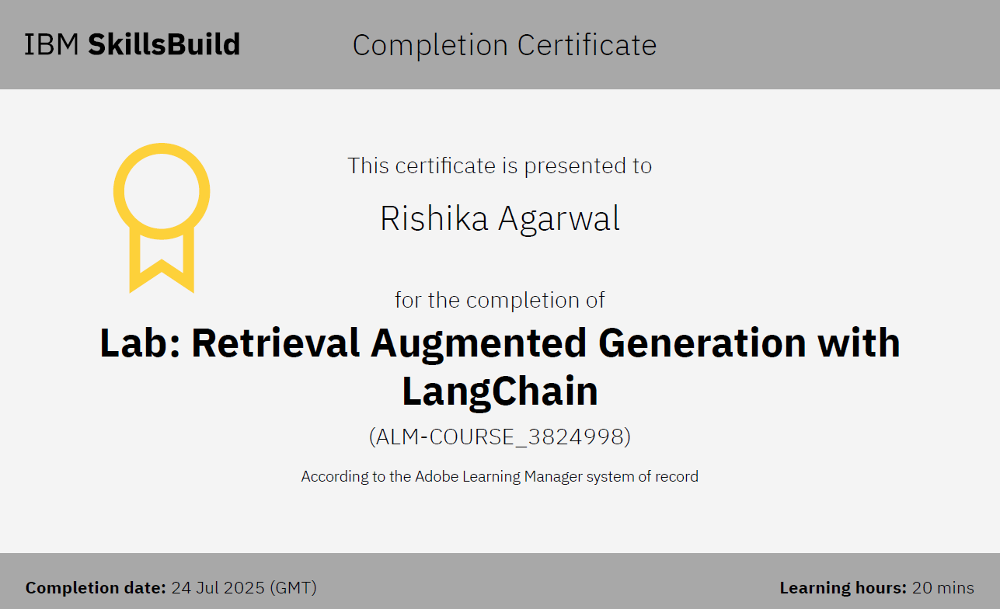 IBM SkillsBuild
Completion Certificate
This certificate is presented to
Rishika Agarwal
for the completion of
Lab: Retrieval Augmented Generation with
LangChain
(ALM-COURSE_3824998)
According to the Adobe Learning Manager system of record
Completion date: 24 Jul 2025 (GMT)
Learning hours: 20 mins